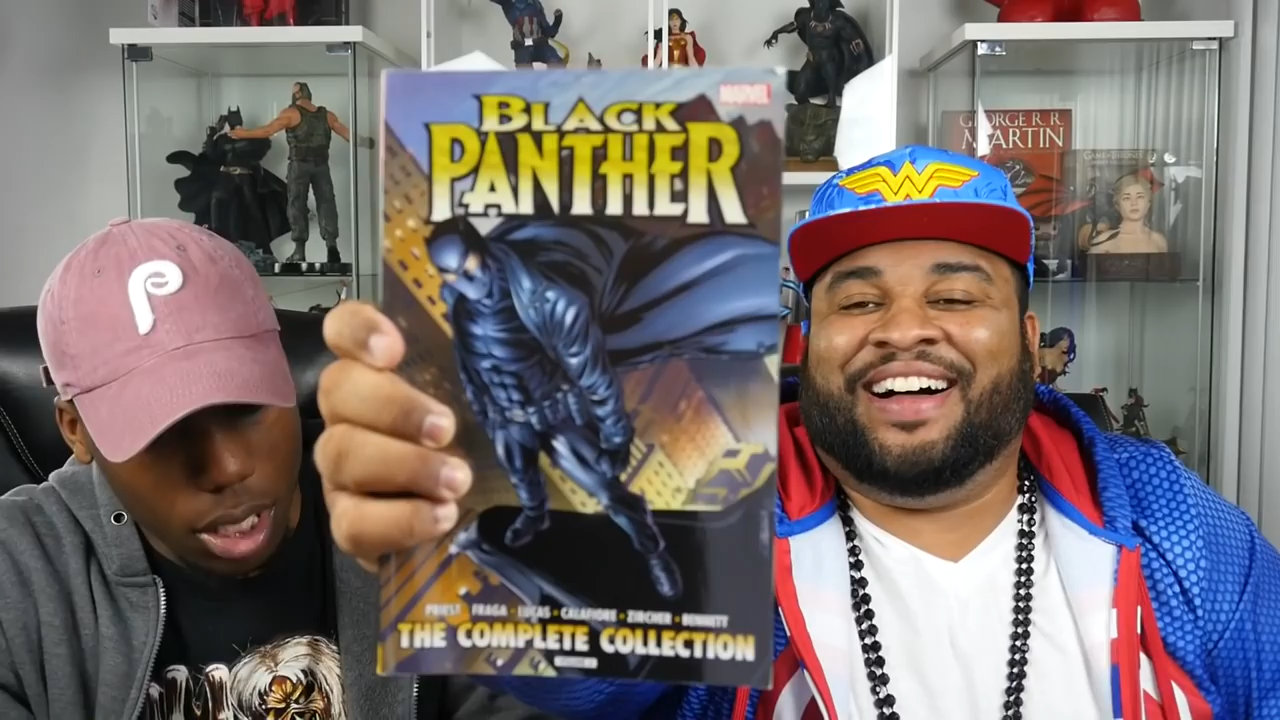 MARVEL
BLACK
PANTHER
PRIEST FRAGA • LUCAS • CALAFIORE • ZIRCHER • BENNETT
THE COMPLETE COLLECTION
GEORGE R. R.
MARTIN
P
W